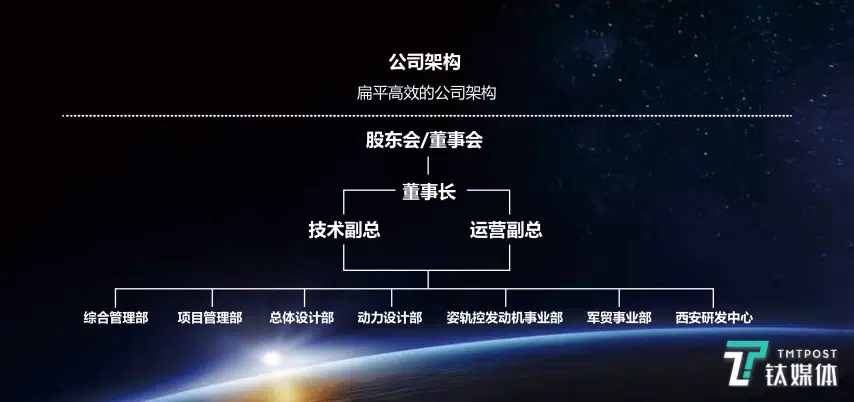 公司架构
扁平高效的公司架构
股东会/董事会
董事长
技术副总
运营副总
综合管理部
项目管理部
总体设计部
动力设计部
姿轨控发动机事业部
军贸事业部
西安研发中心
TMTPOST
钛媒体